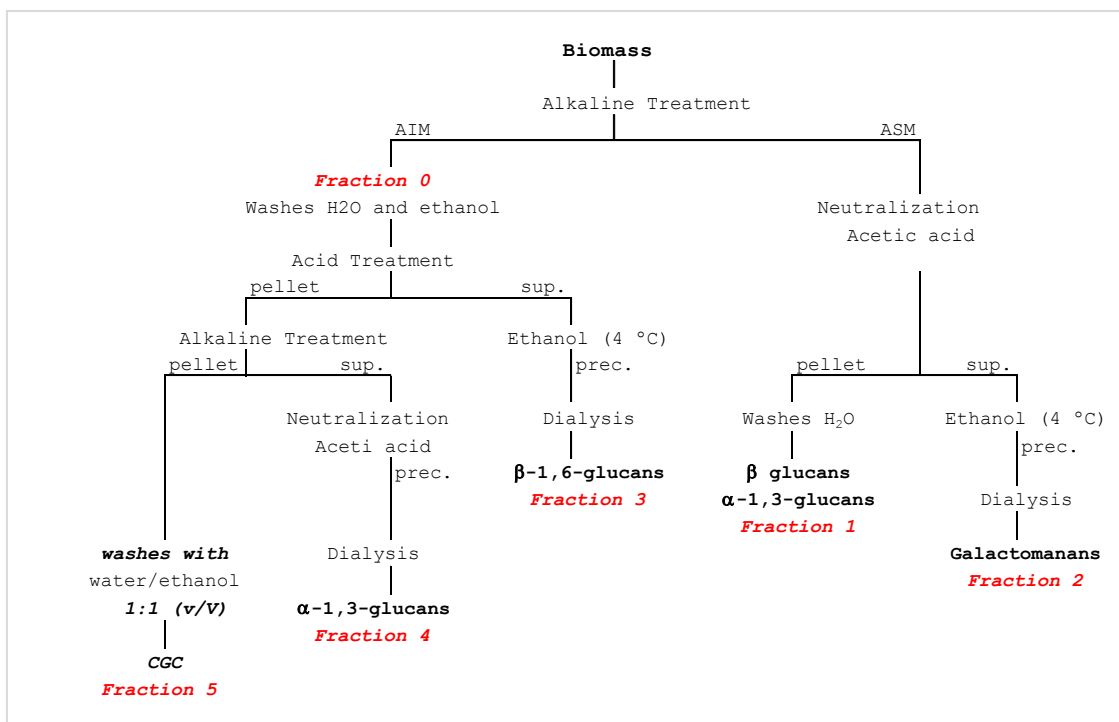 Biomass
Alkaline Treatment
AIM
ASM
Fraction 0
Washes H2O and ethanol
Neutralization
Acetic acid
Acid Treatment
pellet
sup.
Alkaline Treatment
Ethanol (4 ºC)
pellet
sup.
prec.
pellet
sup.
Neutralization
Aceti acid
prec.
Dialysis
Washes H₂O
Ethanol (4 ºC)
prec.
β-1,6-glucans
Fraction 3
β glucans
α-1,3-glucans
Fraction 1
Dialysis
washes with
water/ethanol
1:1 (v/V)
Dialysis
Galactomanans
Fraction 2
α-1,3-glucans
Fraction 4
CGC
Fraction 5